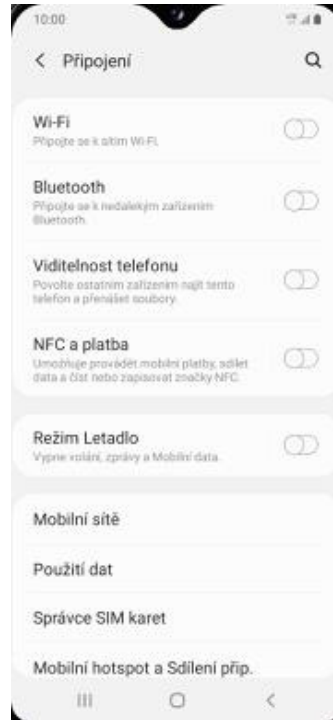 10:00
Připojení
Wi-Fi
Připojte se k sítím Wi-Fi.
Bluetooth
Připojte se k nedalekým zařízením
Bluetooth.
Viditelnost telefonu
Povolte ostatním zařízením najít tento
telefon a přenášet soubory.
NFC a platba
Umožňuje provádět mobilní platby, sdílet
data a číst nebo zapisovat značky NFC.
Režim Letadlo
Vypne volání, zprávy a Mobilní data.
Mobilní sítě
Použití dat
Správce SIM karet
Mobilní hotspot a Sdílení přip.